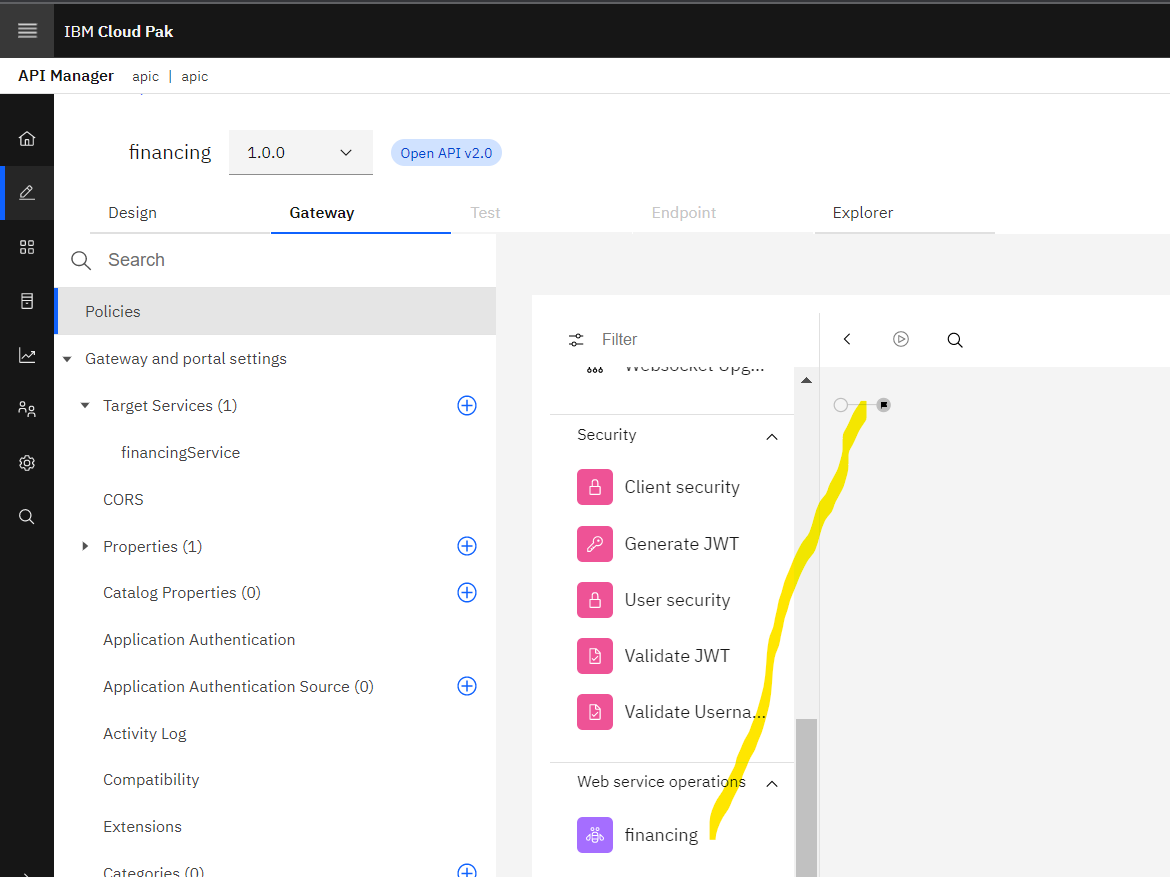 IBM Cloud Pak
API Manager apic | apic
financing 1.0.0 Open API v2.0
Design Gateway Test Endpoint Explorer
Search
Policies
Gateway and portal settings
Target Services (1)
financingService
CORS
Properties (1)
Catalog Properties (0)
Application Authentication
Application Authentication Source (0)
Activity Log
Compatibility
Extensions
Categories (0)
Filter
Websocket Upg...
Security
Client security
Generate JWT
User security
Validate JWT
Validate Userna...
Web service operations
financing